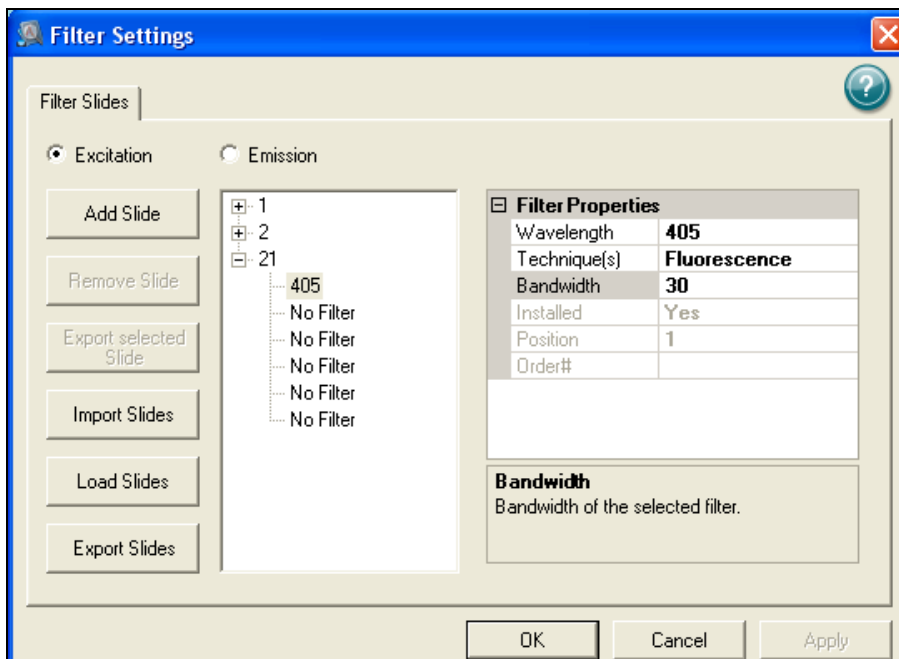 Filter Settings
?
Filter Slides
Excitation
Emission
Add Slide
Remove Slide
Export selected
Slide
Import Slides
Load Slides
Export Slides
1
2
21
405
No Filter
No Filter
No Filter
No Filter
No Filter
Filter Properties
Wavelength 405
Technique(s) Fluorescence
Bandwidth 30
Installed Yes
Position 1
Order#
Bandwidth
Bandwidth of the selected filter.
OK
Cancel
Apply